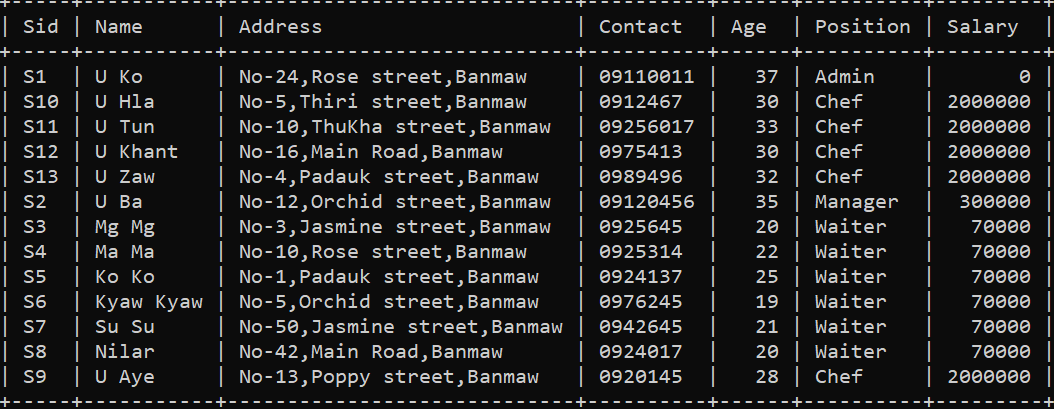 | Sid | Name      | Address                    | Contact  | Age  | Position | Salary  |
| S1  | U Ko      | No-24,Rose street,Banmaw   | 09110011 |   37 | Admin    |       0 |
| S10 | U Hla     | No-5,Thiri street,Banmaw   | 0912467  |   30 | Chef     | 2000000 |
| S11 | U Tun     | No-10,ThuKha street,Banmaw | 09256017 |   33 | Chef     | 2000000 |
| S12 | U Khant   | No-16,Main Road,Banmaw     | 0975413  |   30 | Chef     | 2000000 |
| S13 | U Zaw     | No-4,Padauk street,Banmaw  | 0989496  |   32 | Chef     | 2000000 |
| S2  | U Ba      | No-12,Orchid street,Banmaw | 09120456 |   35 | Manager  |  300000 |
| S3  | Mg Mg     | No-3,Jasmine street,Banmaw | 0925645  |   20 | Waiter   |   70000 |
| S4  | Ma Ma     | No-10,Rose street,Banmaw   | 0925314  |   22 | Waiter   |   70000 |
| S5  | Ko Ko     | No-1,Padauk street,Banmaw  | 0924137  |   25 | Waiter   |   70000 |
| S6  | Kyaw Kyaw | No-5,Orchid street,Banmaw  | 0976245  |   19 | Waiter   |   70000 |
| S7  | Su Su     | No-50,Jasmine street,Banmaw | 0942645  |   21 | Waiter   |   70000 |
| S8  | Nilar     | No-42,Main Road,Banmaw     | 0924017  |   20 | Waiter   |   70000 |
| S9  | U Aye     | No-13,Poppy street,Banmaw  | 0920145  |   28 | Chef     | 2000000 |